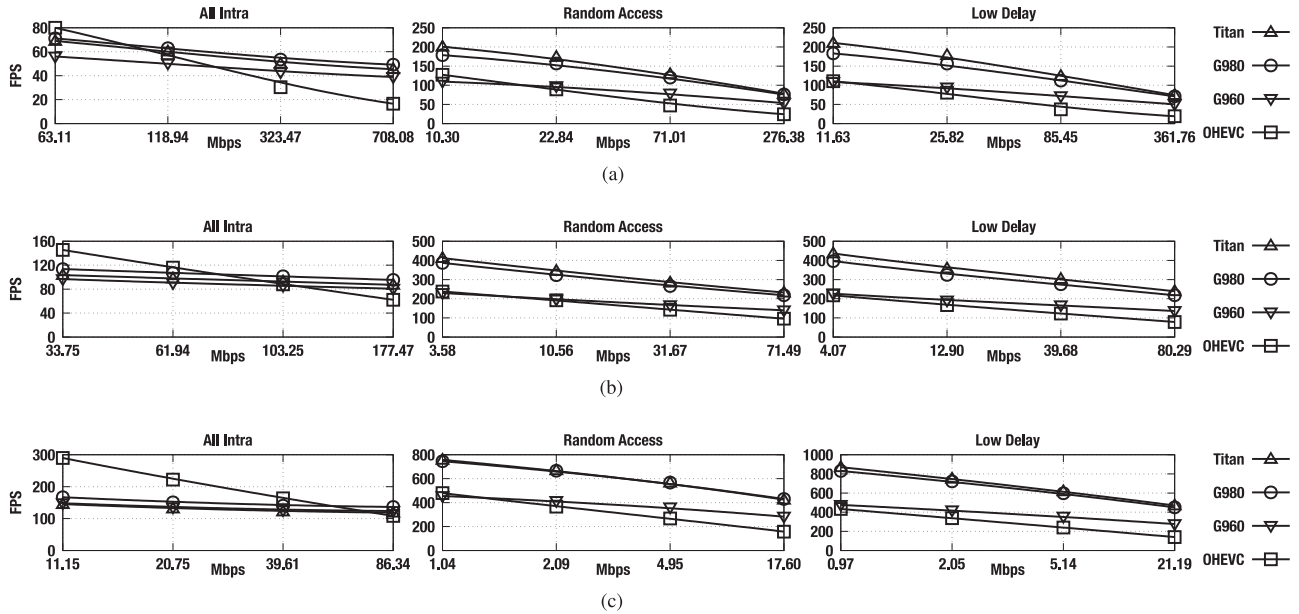 All Intra
Random Access
Low Delay
FPS
80
60
40
20
0
63.11
118.94
323.47
708.08
Mbps
250
200
150
100
50
0
10.30
22.84
71.01
276.38
Mbps
250
200
150
100
50
0
11.63
25.82
85.45
361.76
Mbps
Titan
G980
G960
OHEVC
(a)
All Intra
Random Access
Low Delay
FPS
160
120
80
40
0
33.75
61.94
103.25
177.47
Mbps
500
400
300
200
100
0
3.58
10.56
31.67
71.49
Mbps
500
400
300
200
100
0
4.07
12.90
39.68
80.29
Mbps
Titan
G980
G960
OHEVC
(b)
All Intra
Random Access
Low Delay
FPS
300
200
100
0
11.15
20.75
39.61
86.34
Mbps
800
600
400
200
0
1.04
2.09
4.95
17.60
Mbps
1000
800
600
400
200
0
0.97
2.05
5.14
21.19
Mbps
Titan
G980
G960
OHEVC
(c)